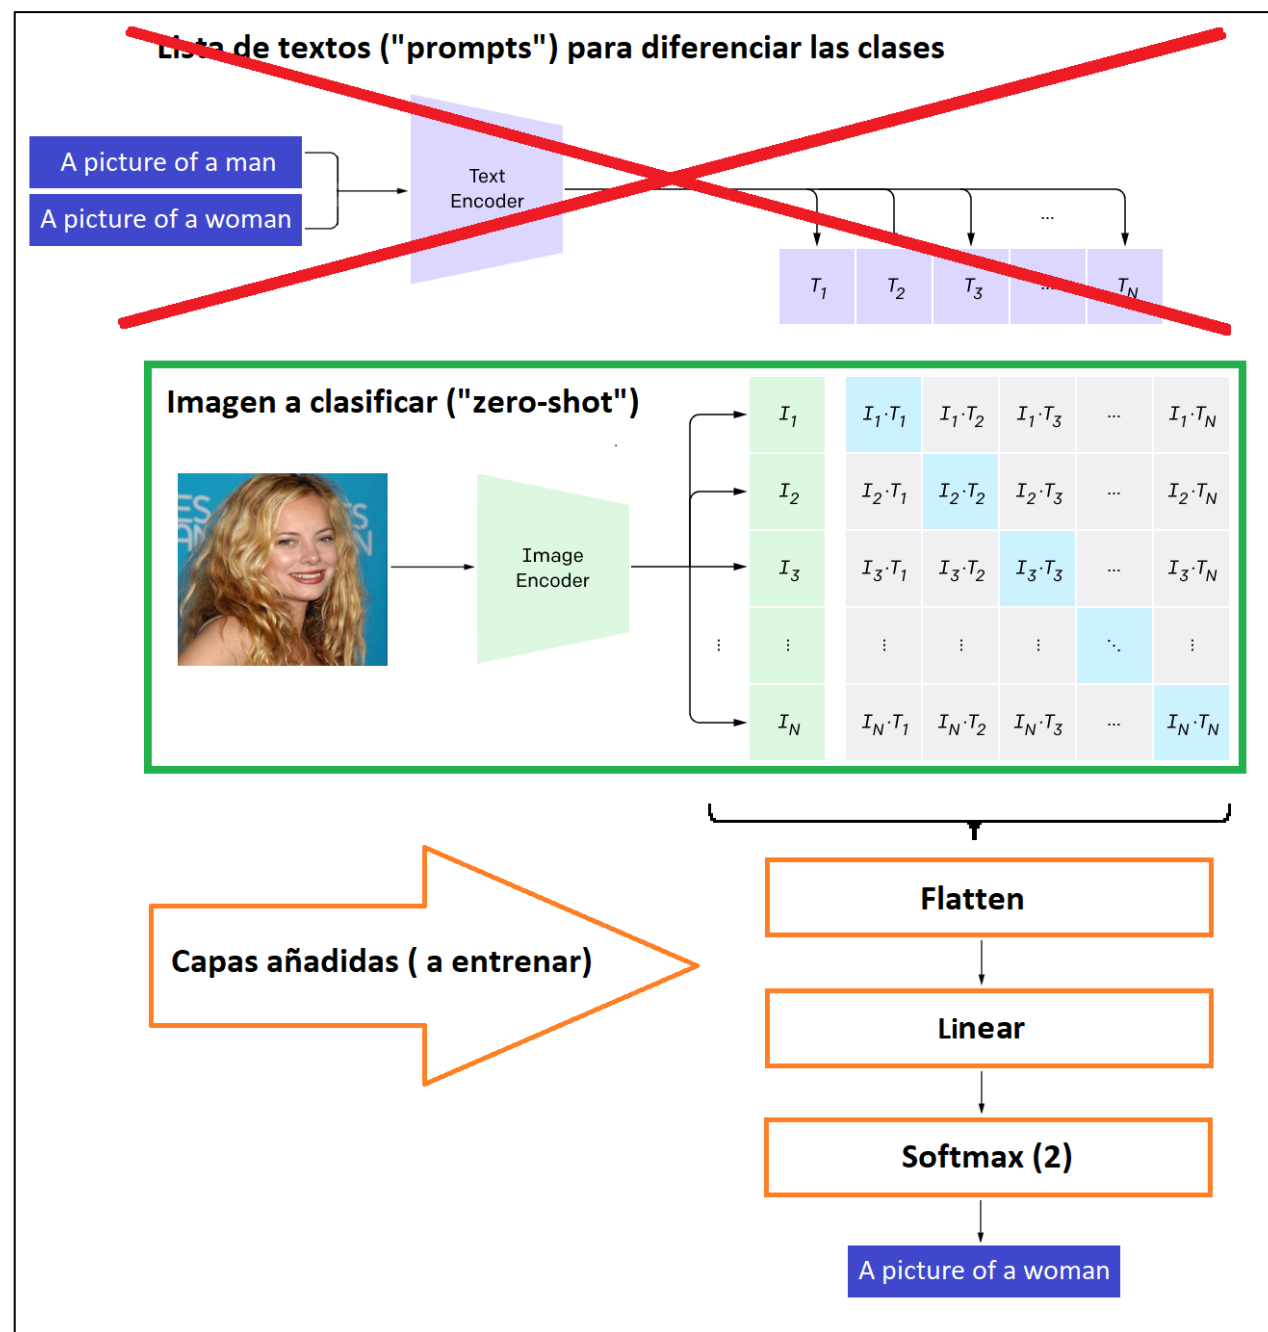 Lista de textos ("prompts") para diferenciar las clases
A picture of a man
A picture of a woman
Text
Encoder
...
T1 T2 T3 ... TN
Imagen a clasificar ("zero-shot")
Image
Encoder
I1 I1·T1 I1·T2 I1·T3 ... I1·TN
I2 I2·T1 I2·T2 I2·T3 ... I2·TN
I3 I3·T1 I3·T2 I3·T3 ... I3·TN
⋮ ⋮ ⋮ ⋮ ⋮ ⋱ ⋮
IN IN·T1 IN·T2 IN·T3 ... IN·TN
Capas añadidas ( a entrenar)
Flatten
Linear
Softmax (2)
A picture of a woman